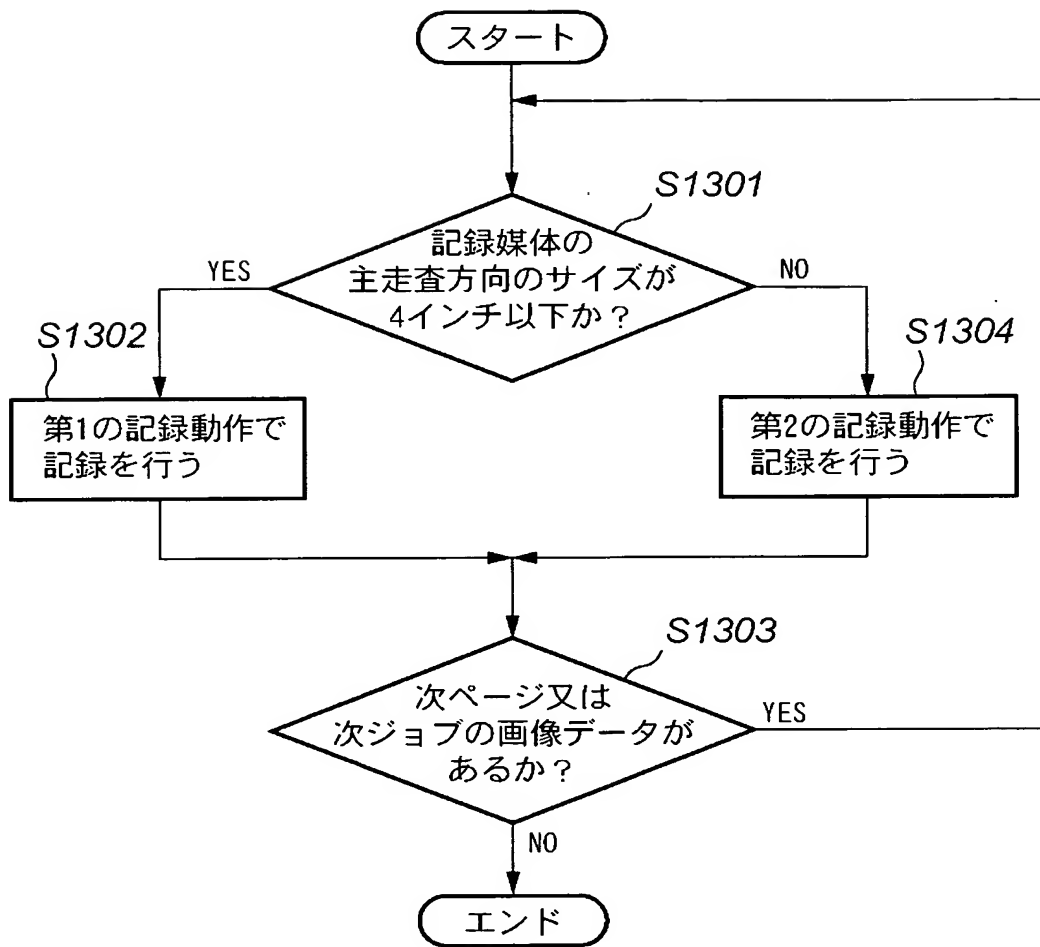 スタート
S1301
記録媒体の
主走査方向のサイズが
4インチ以下か？
YES
NO
S1302
S1304
第1の記録動作で
記録を行う
第2の記録動作で
記録を行う
S1303
次ページ又は
次ジョブの画像データが
あるか？
YES
NO
エンド